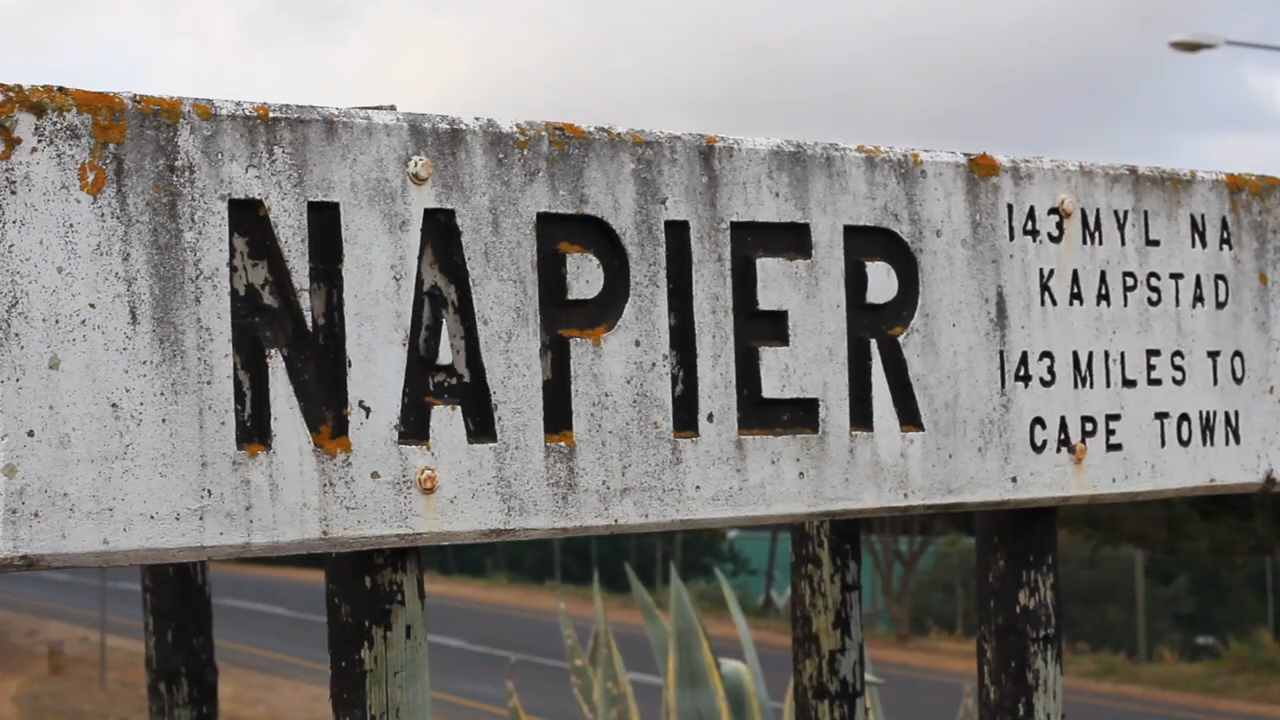 NAPIER
143 MYL NA
KAAPSTAD
143 MILES TO
CAPE TOWN